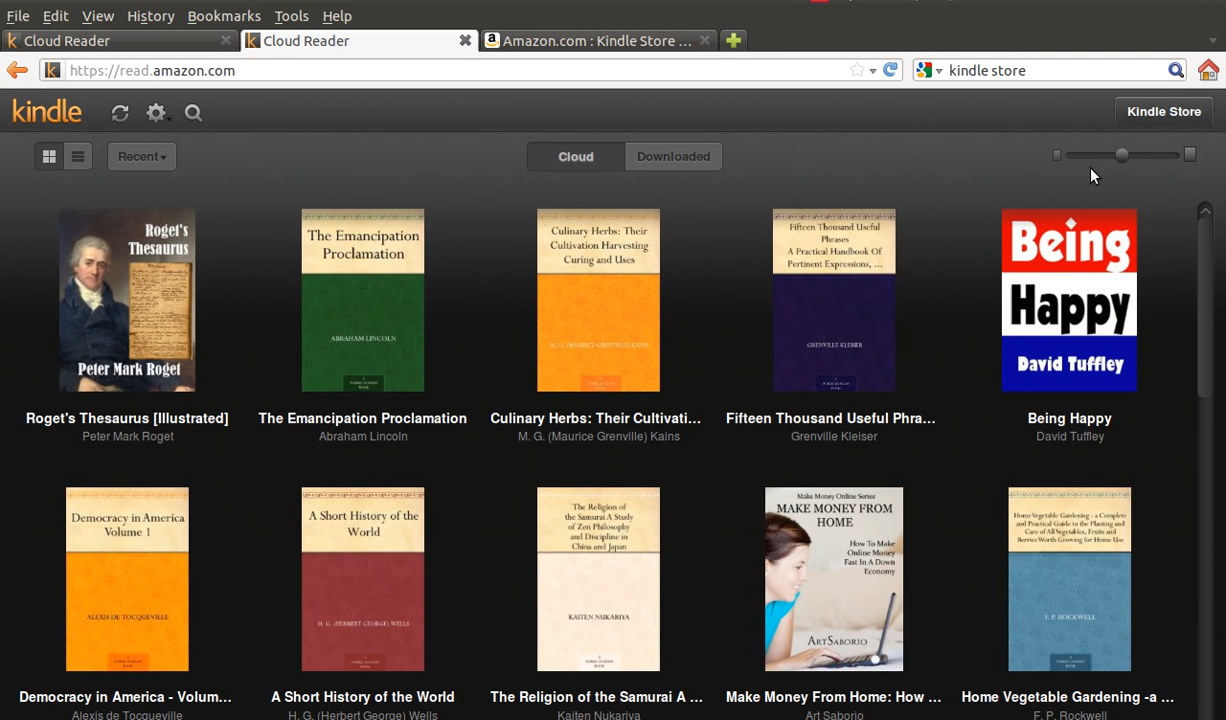 File Edit View History Bookmarks Tools Help
Cloud Reader
Cloud Reader
Amazon.com : Kindle Store ...
https://read.amazon.com
kindle store
kindle
Kindle Store
Recent
Cloud
Downloaded
Roget's
Thesaurus
Peter Mark Roget
Roget's Thesaurus [Illustrated]
Peter Mark Roget
The Emancipation
Proclamation
ABRAHAM LINCOLN
The Emancipation Proclamation
Abraham Lincoln
Culinary Herbs: Their
Cultivation Harvesting
Curing and Uses
M. G. (MAURICE GRENVILLE) KAINS
Culinary Herbs: Their Cultivati...
M. G. (Maurice Grenville) Kains
Fifteen Thousand Useful
Phrases
A Practical Handbook Of
Pertinent Expressions, ...
GRENVILLE KLEISER
Fifteen Thousand Useful Phra...
Grenville Kleiser
Being
Happy
David Tuffley
Being Happy
David Tuffley
Democracy in America
Volume 1
ALEXIS DE TOCQUEVILLE
Democracy in America - Volum...
Alexis de Tocqueville
A Short History of the
World
H. G. (HERBERT GEORGE) WELLS
A Short History of the World
H. G. (Herbert George) Wells
The Religion of
the Samurai A Study
of Zen Philosophy
and Discipline in
China and Japan
KAITEN NUKARIYA
The Religion of the Samurai A ...
Kaiten Nukariya
Make Money Online Series
MAKE MONEY FROM
HOME
How To Make
Online Money
Fast In A Down
Economy
ARTSABORIO
Make Money From Home: How ...
Art Saborio
Home Vegetable Gardening - a Complete
and Practical Guide to the Planting and
Care of All Vegetables, Fruits and
Berries Worth Growing for Home Use
F. P. ROCKWELL
Home Vegetable Gardening -a ...
F. P. Rockwell